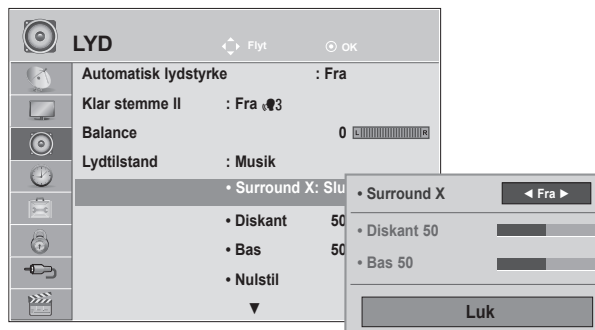 LYD Flyt OK
Automatisk lydstyrke : Fra
Klar stemme II : Fra 3
Balance 0 L R
Lydtilstand : Musik
• Surround X: Slu
• Diskant 50
• Bas 50
• Nulstil
▼
• Surround X ◄ Fra ►
• Diskant 50
• Bas 50
Luk